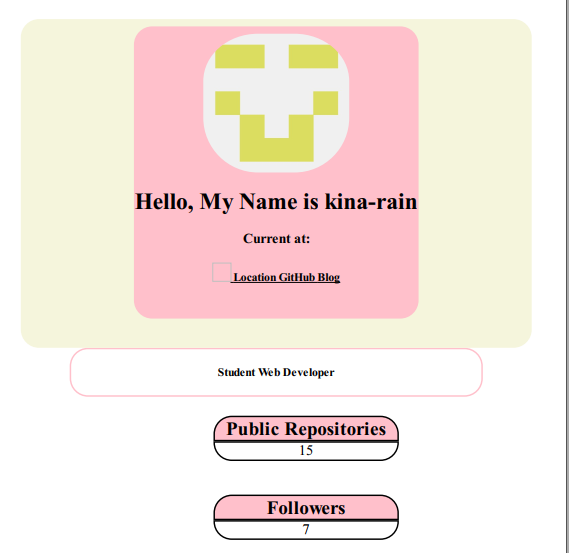 Hello, My Name is kina-rain
Current at:
Location GitHub Blog
Student Web Developer
Public Repositories
15
Followers
7